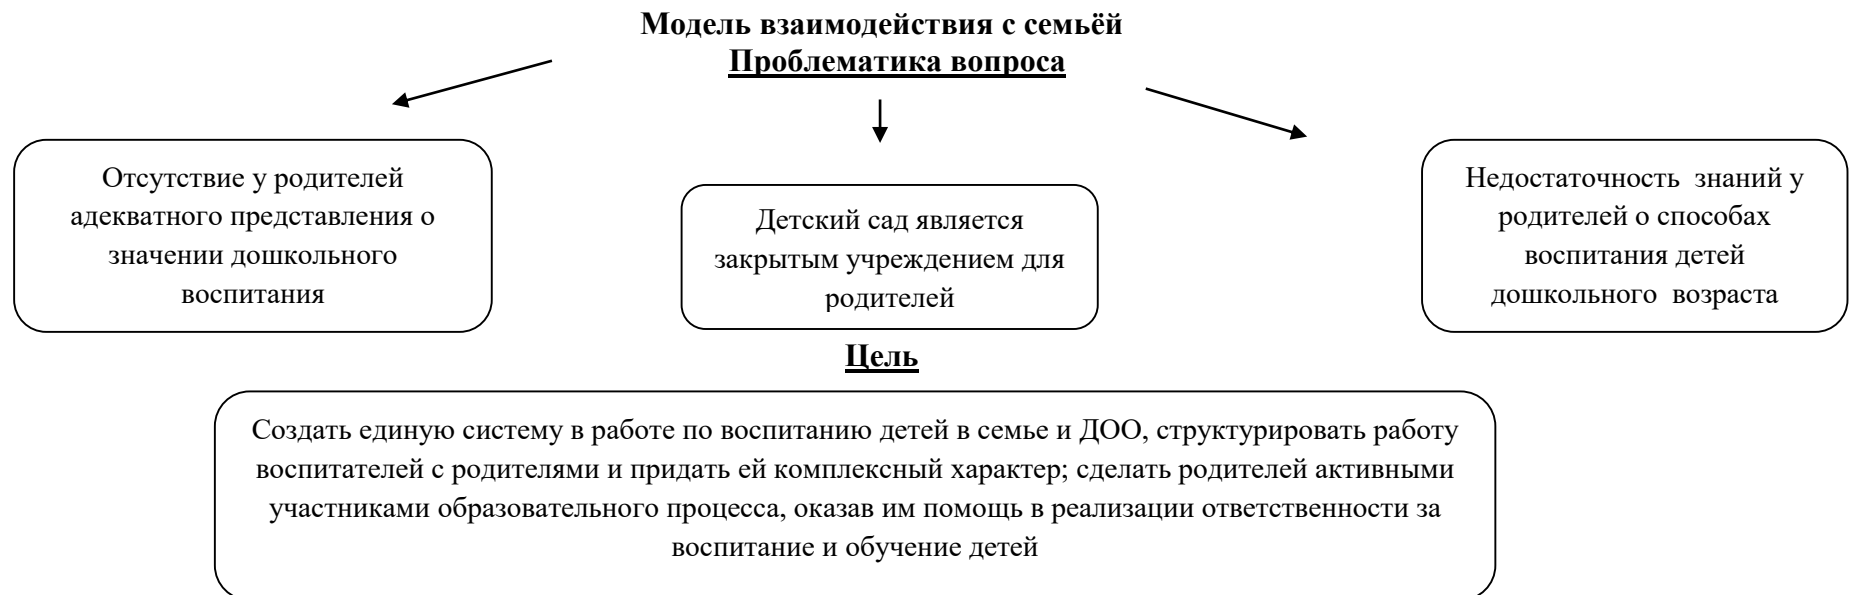 Модель взаимодействия с семьёй
Проблематика вопроса
Отсутствие у родителей
адекватного представления о
значении дошкольного
воспитания
Детский сад является
закрытым учреждением для
родителей
Недостаточность знаний у
родителей о способах
воспитания детей
дошкольного возраста
Цель
Создать единую систему в работе по воспитанию детей в семье и ДОО, структурировать работу
воспитателей с родителями и придать ей комплексный характер; сделать родителей активными
участниками образовательного процесса, оказав им помощь в реализации ответственности за
воспитание и обучение детей